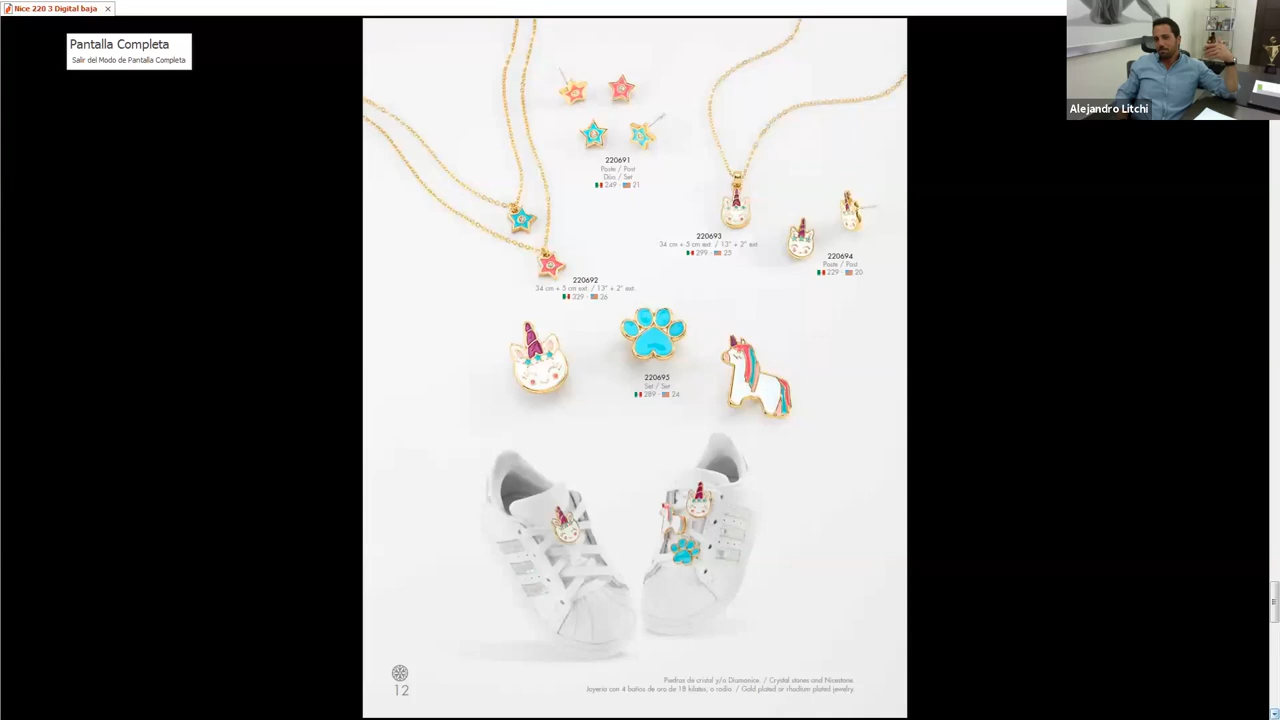 Nice 220 3 Digital baja
Pantalla Completa
Salir del Modo de Pantalla Completa
Alejandro Litchi
220691
Poste / Post
Dúo / Set
249 - 21
220693
34 cm + 5 cm ext. / 13" + 2" ext.
299 - 25
220694
Poste / Post
229 - 20
220692
34 cm + 5 cm ext. / 13" + 2" ext.
329 - 26
220695
Set / Set
289 - 24
12
Piedras de cristal y/o Diamonice. / Crystal stones and Nicestone.
Joyería con 4 baños de oro de 18 kilates, o rodio. / Gold plated or rhodium plated jewelry.